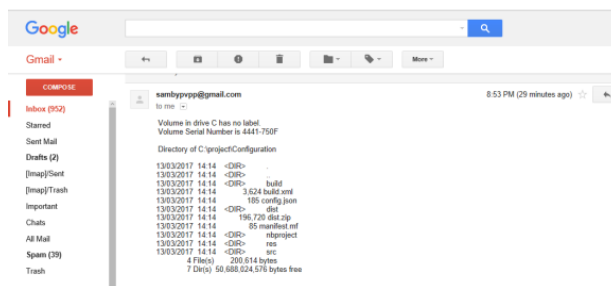 Google
Gmail
More
COMPOSE
Inbox (952)
Starred
Sent Mail
Drafts (2)
[Imap]/Sent
[Imap]/Trash
Important
Chats
All Mail
Spam (39)
Trash
sambypvpp@gmail.com
8:53 PM (29 minutes ago)
to me
Volume in drive C has no label.
Volume Serial Number is 4441-750F
Directory of C:\project\Configuration
13/03/2017 14:14 <DIR> .
13/03/2017 14:14 <DIR> ..
13/03/2017 14:14 <DIR> build
13/03/2017 14:14 3,624 build.xml
13/03/2017 14:14 185 config.json
13/03/2017 14:14 <DIR> dist
13/03/2017 14:14 196,720 dist.zip
13/03/2017 14:14 85 manifest.mf
13/03/2017 14:14 <DIR> nbproject
13/03/2017 14:14 <DIR> res
13/03/2017 14:14 <DIR> src
4 File(s) 200,614 bytes
7 Dir(s) 50,688,024,576 bytes free